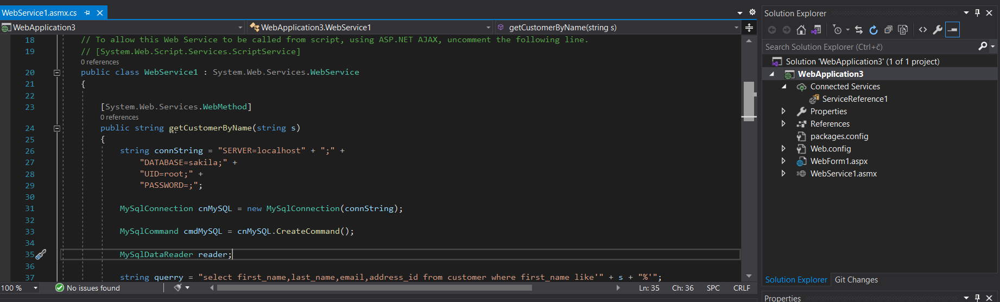 WebService1.asmx.cs
WebApplication3
WebApplication3.WebService1
getCustomerByName(string s)
18 // To allow this Web Service to be called from script, using ASP.NET AJAX, uncomment the following line.
19 // [System.Web.Script.Services.ScriptService]
0 references
20 public class WebService1 : System.Web.Services.WebService
21 {
22
23 [System.Web.Services.WebMethod]
0 references
24 public string getCustomerByName(string s)
25 {
26 string connString = "SERVER=localhost" + ";" +
27 "DATABASE=sakila;" +
28 "UID=root;" +
29 "PASSWORD=;";
30
31 MySqlConnection cnMySQL = new MySqlConnection(connString);
32
33 MySqlCommand cmdMySQL = cnMySQL.CreateCommand();
34
35 MySqlDataReader reader;
36
37 string querry = "select first_name,last_name,email,address_id from customer where first_name like'" + s + "%'";
100 %
No issues found
Ln: 35
Ch: 36
SPC
CRLF
Solution Explorer
Search Solution Explorer (Ctrl+č)
Solution 'WebApplication3' (1 of 1 project)
WebApplication3
Connected Services
ServiceReference1
Properties
References
packages.config
Web.config
WebForm1.aspx
WebService1.asmx
Solution Explorer
Git Changes
Properties